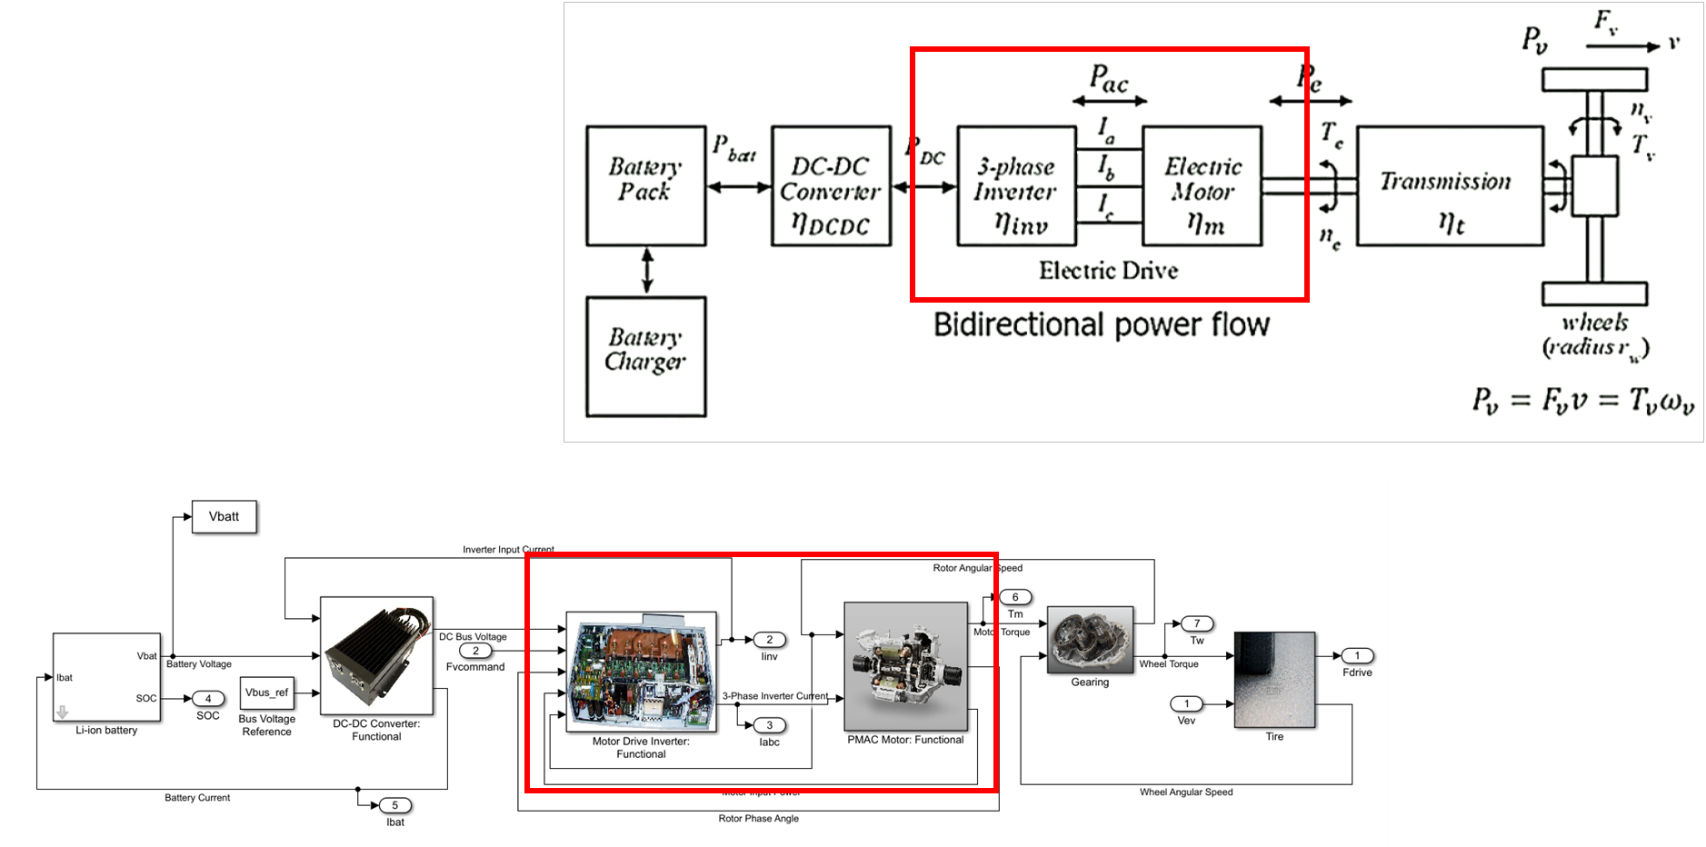 F_v
P_v
v
P_ac
P_e
n_v
T_v
I_a
I_b
I_c
T_e
n_e
P_batt
P_DC
Battery
Pack
DC-DC
Converter
η_DCDC
3-phase
Inverter
η_inv
Electric
Motor
η_m
Transmission
η_t
Electric Drive
Bidirectional power flow
Battery
Charger
wheels
(radius r_w)
P_v = F_v v = T_v ω_v
Vbatt
Inverter Input Current
Rotor Angular Speed
6
Tm
Motor Torque
7
Tw
DC Bus Voltage
2
Fvcommand
2
Iinv
Vbat
Battery Voltage
Ibat
SOC
4
SOC
Li-ion battery
Vbus_ref
Bus Voltage
Reference
DC-DC Converter:
Functional
3-Phase Inverter Current
3
Iabc
Motor Drive Inverter:
Functional
PMAC Motor: Functional
Gearing
Wheel Torque
1
Vev
1
Fdrive
Tire
Battery Current
5
Ibat
Motor Input Power
Rotor Phase Angle
Wheel Angular Speed